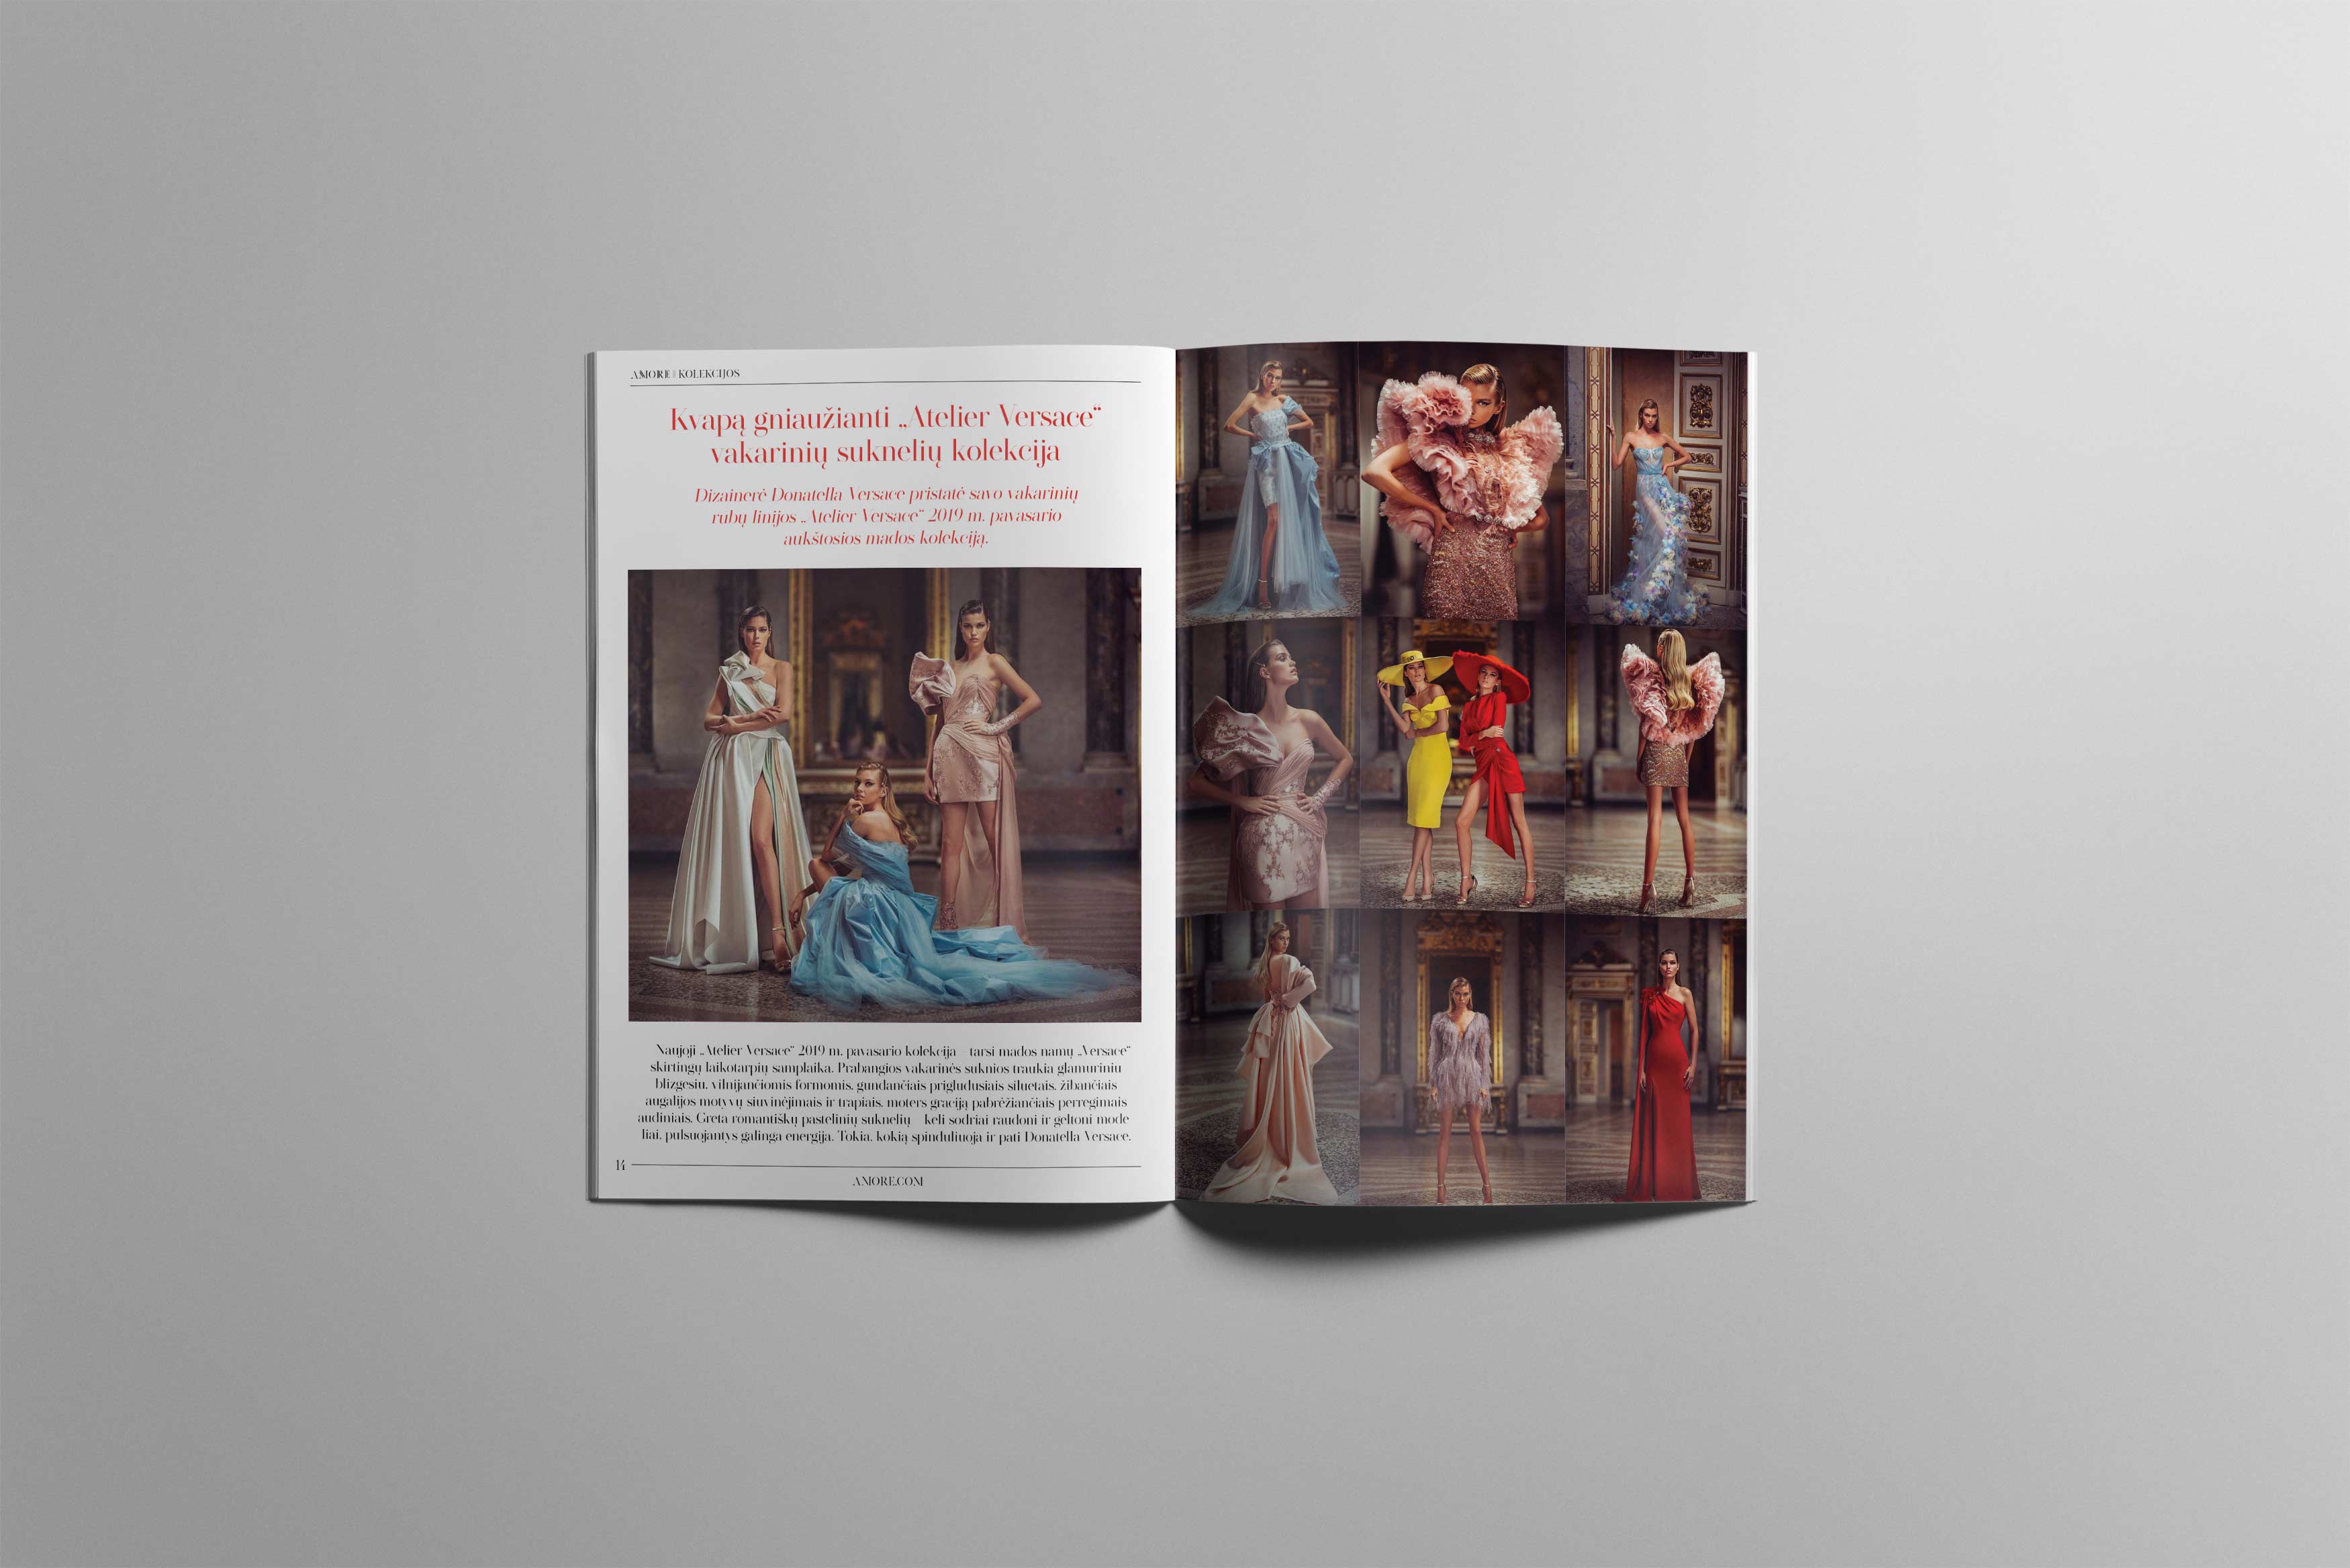 AMORE | KOLEKCIJOS
Kvapą gniaužianti „Atelier Versace“
vakarinių suknelių kolekcija
Dizainerė Donatella Versace pristatė savo vakarinių
rubų linijos „Atelier Versace“ 2019 m. pavasario
aukštosios mados kolekciją.
Naujoji „Atelier Versace“ 2019 m. pavasario kolekcija tarsi mados namų „Versace“
skirtingų laikotarpių samplaika. Prabangios vakarinės suknios traukia glamuriniu
blizgesiu, vilnijančiomis formomis, gundančiais prigludusiais siluetais, žibančiais
augalijos motyvų siuvinėjimais ir trapiais, moters graciją pabrėžiančiais perregimais
audiniais. Greta romantiškų pastelinių suknelių keli sodriai raudoni ir geltoni mode
liai, pulsuojantys galinga energija. Tokia, kokią spinduliuoja ir pati Donatella Versace.
14
AMORE.COM